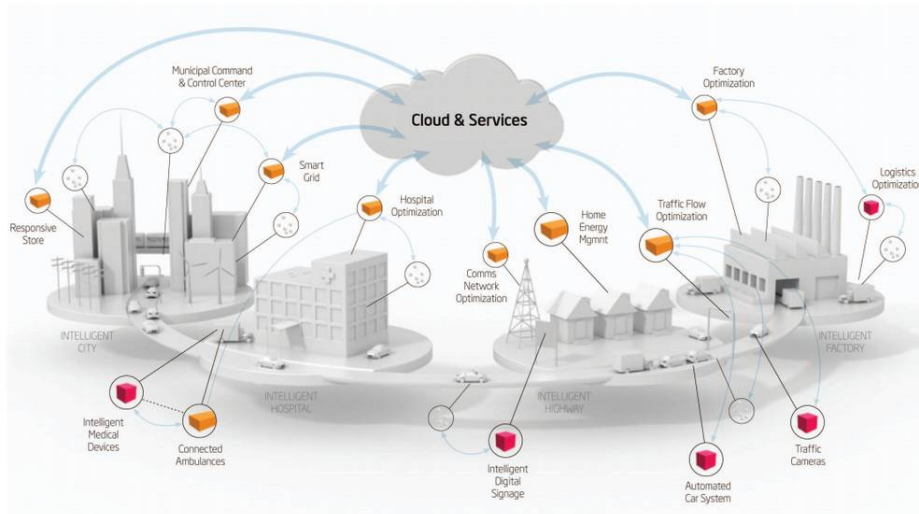 Municipal Command
& Control Center
Cloud & Services
Factory
Optimization
Smart
Grid
Logistics
Optimization
Responsive
Store
Hospital
Optimization
Home
Energy
Mgmnt
Traffic Flow
Optimization
Comms
Network
Optimization
INTELLIGENT
CITY
INTELLIGENT
FACTORY
INTELLIGENT
HOSPITAL
INTELLIGENT
HIGHWAY
Intelligent
Medical
Devices
Connected
Ambulances
Intelligent
Digital
Signage
Automated
Car System
Traffic
Cameras